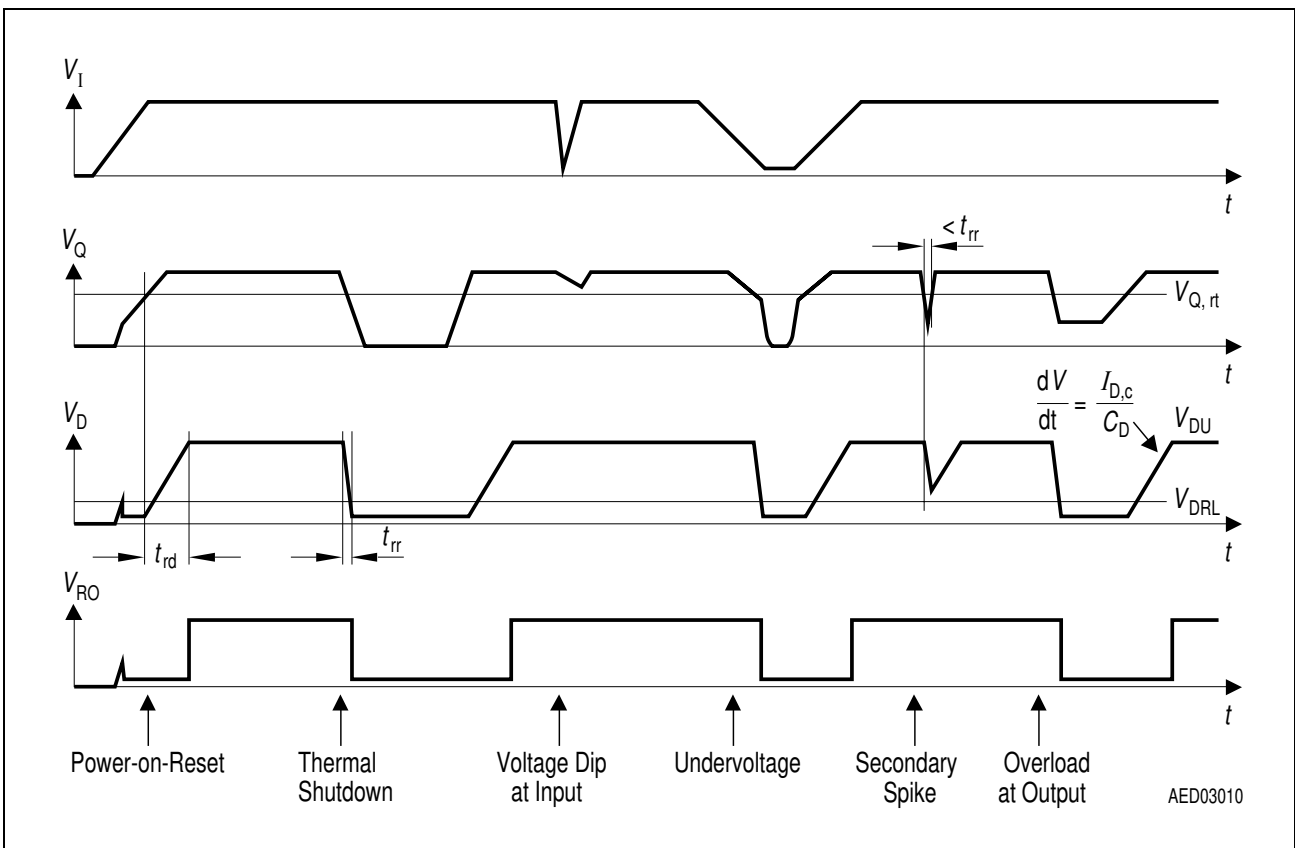 V_I
t
V_Q
< t_rr
V_Q, rt
t
dV/dt = I_D,c/C_D
V_D
V_DU
V_DRL
t_rd
t_rr
t
V_RO
t
Power-on-Reset
Thermal
Shutdown
Voltage Dip
at Input
Undervoltage
Secondary
Spike
Overload
at Output
AED03010